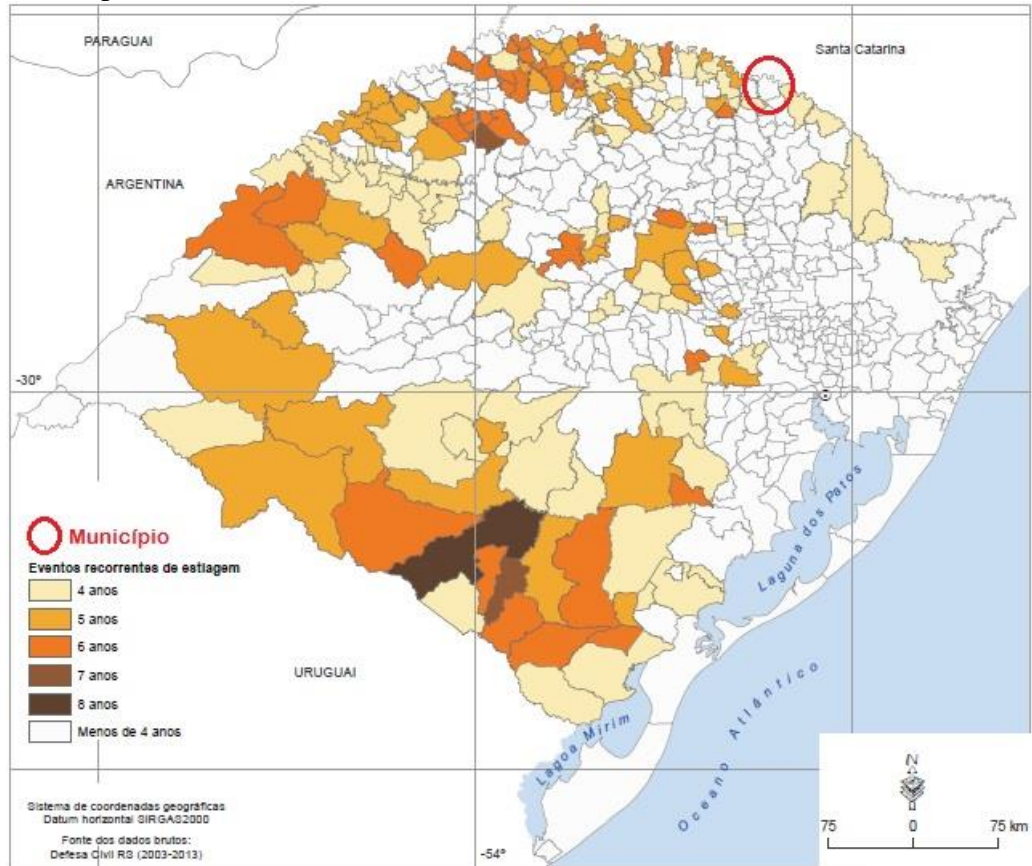 PARAGUAI
Santa Catarina
ARGENTINA
-30º
Laguna dos Patos
Município
Eventos recorrentes de estiagem
4 anos
5 anos
6 anos
7 anos
8 anos
Menos de 4 anos
URUGUAI
Lagoa Mirim
Oceano Atlântico
Sistema de coordenadas geográficas
Datum horizontal SIRGAS2000
Fonte dos dados brutos:
Defesa Civil RS (2003-2013)
-54º
N
75 0 75 km